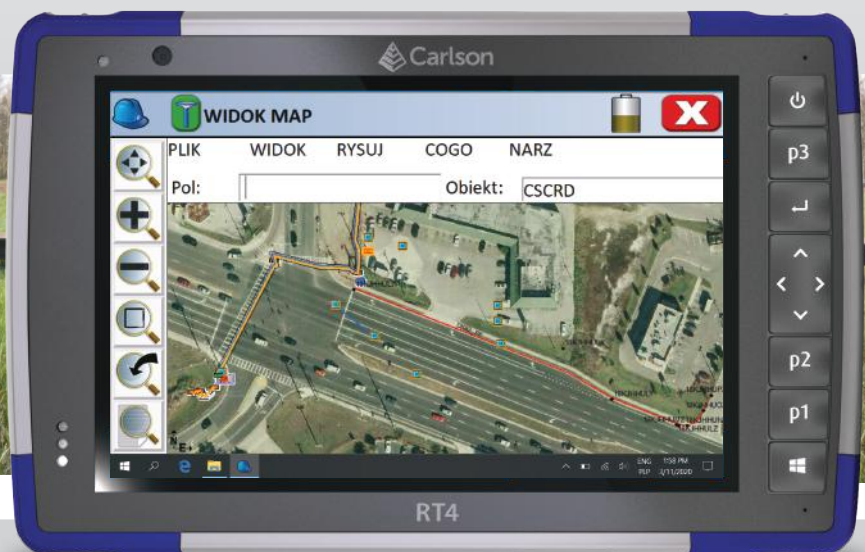 Carlson
WIDOK MAP
PLIK WIDOK RYSUJ COGO NARZ
Pol: Obiekt: CSCRD
N
E
ENG 1:58 PM
PLP 3/11/2020
p3
p2
p1
RT4